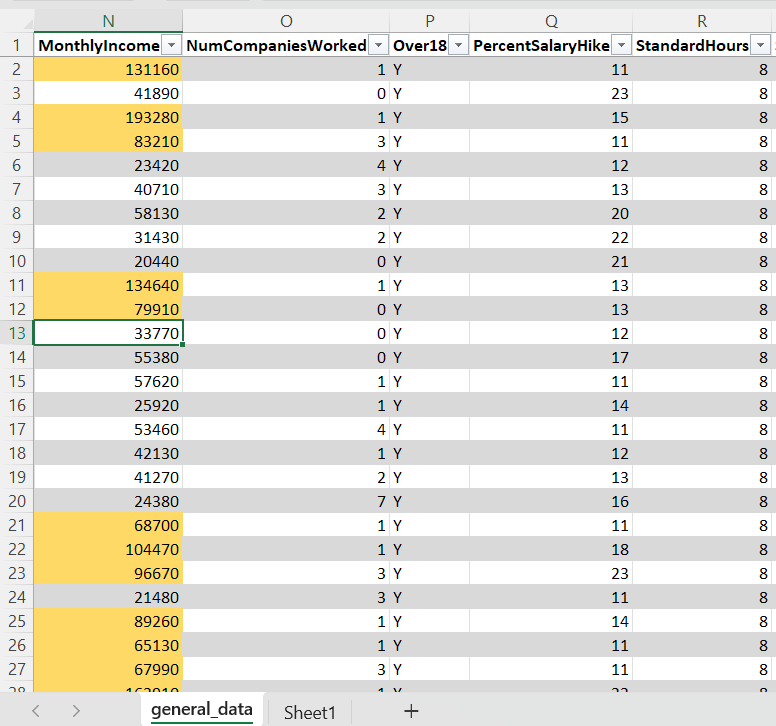 N O P Q R
1 MonthlyIncome NumCompaniesWorked Over18 PercentSalaryHike StandardHours
2 131160 1 Y 11 8
3 41890 0 Y 23 8
4 193280 1 Y 15 8
5 83210 3 Y 11 8
6 23420 4 Y 12 8
7 40710 3 Y 13 8
8 58130 2 Y 20 8
9 31430 2 Y 22 8
10 20440 0 Y 21 8
11 134640 1 Y 13 8
12 79910 0 Y 13 8
13 33770 0 Y 12 8
14 55380 0 Y 17 8
15 57620 1 Y 11 8
16 25920 1 Y 14 8
17 53460 4 Y 11 8
18 42130 1 Y 12 8
19 41270 2 Y 13 8
20 24380 7 Y 16 8
21 68700 1 Y 11 8
22 104470 1 Y 18 8
23 96670 3 Y 23 8
24 21480 3 Y 11 8
25 89260 1 Y 14 8
26 65130 1 Y 11 8
27 67990 3 Y 11 8
general_data Sheet1 +